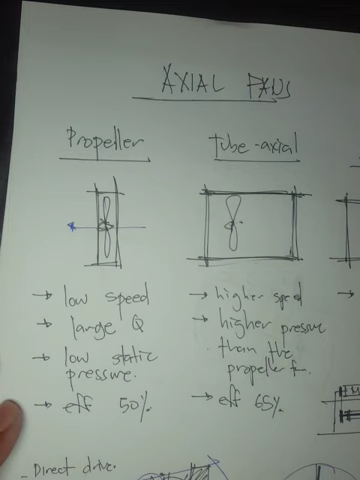 AXIAL FANS
Propeller
tube-axial
→ low speed
→ large Q
→ low static
pressure.
→ eff 50%
→ higher speed
→ higher pressure
than the
propeller
→ eff 65%
- Direct drive.